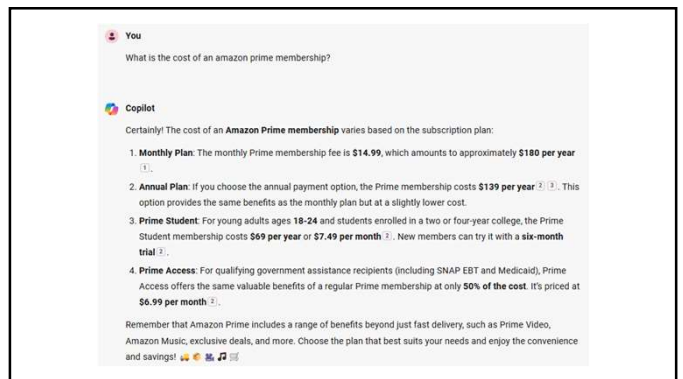 You
What is the cost of an amazon prime membership?
Copilot
Certainly! The cost of an Amazon Prime membership varies based on the subscription plan:
1. Monthly Plan: The monthly Prime membership fee is $14.99, which amounts to approximately $180 per year
1 .
2. Annual Plan: If you choose the annual payment option, the Prime membership costs $139 per year 2 3 . This
option provides the same benefits as the monthly plan but at a slightly lower cost.
3. Prime Student: For young adults ages 18-24 and students enrolled in a two or four-year college, the Prime
Student membership costs $69 per year or $7.49 per month 2 . New members can try it with a six-month
trial 2 .
4. Prime Access: For qualifying government assistance recipients (including SNAP EBT and Medicaid), Prime
Access offers the same valuable benefits of a regular Prime membership at only 50% of the cost. It's priced at
$6.99 per month 2 .
Remember that Amazon Prime includes a range of benefits beyond just fast delivery, such as Prime Video,
Amazon Music, exclusive deals, and more. Choose the plan that best suits your needs and enjoy the convenience
and savings! 🚚 📦 🎥 🎵 🛒